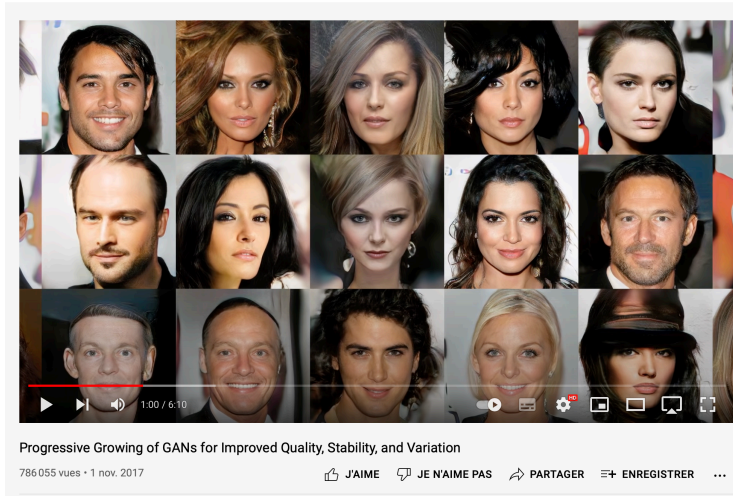 HD
1:00 / 6:10
Progressive Growing of GANs for Improved Quality, Stability, and Variation
786 055 vues • 1 nov. 2017
J'AIME
JE N'AIME PAS
PARTAGER
ENREGISTRER